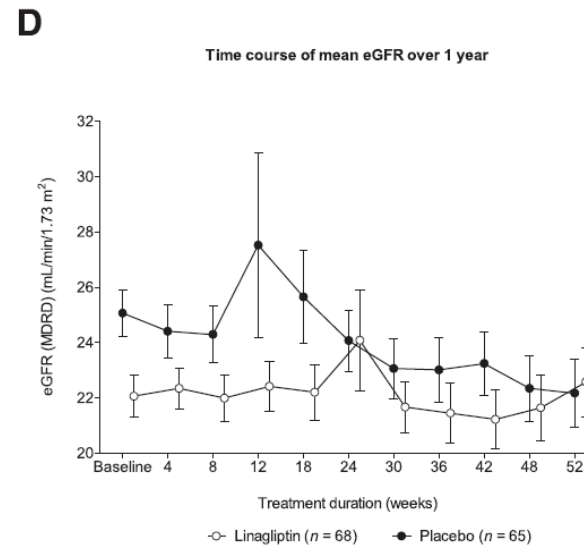 D
Time course of mean eGFR over 1 year
eGFR (MDRD) (mL/min/1.73 m²)
32
30
28
26
24
22
20
Baseline 4 8 12 18 24 30 36 42 48 52
Treatment duration (weeks)
Linagliptin (n = 68) Placebo (n = 65)